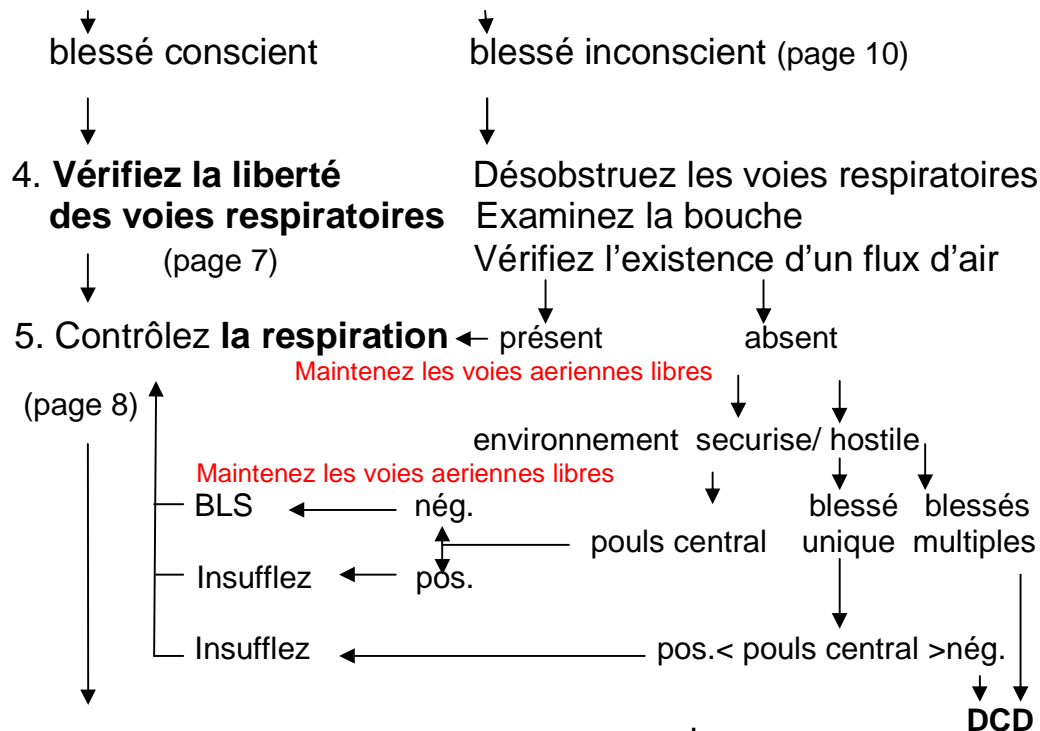 blessé conscient blessé inconscient (page 10)
4. Vérifiez la liberté Désobstruez les voies respiratoires
des voies respiratoires Examinez la bouche
(page 7) Vérifiez l'existence d'un flux d'air
5. Contrôlez la respiration présent absent
Maintenez les voies aeriennes libres
(page 8)
environnement securise/ hostile
Maintenez les voies aeriennes libres
BLS nég. blessé blessés
pouls central unique multiples
Insufflez pos.
Insufflez pos.< pouls central >nég.
. DCD